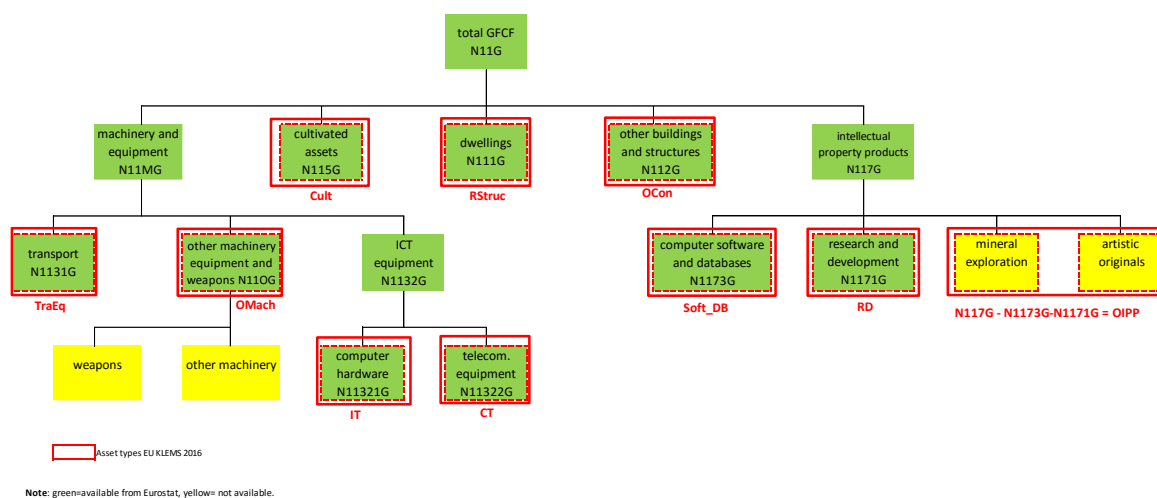 total GFCF
N11G
machinery and
equipment
N11MG
cultivated
assets
N115G
Cult
dwellings
N111G
RStruc
other buildings
and structures
N112G
OCon
intellectual
property products
N117G
transport
N1131G
TraEq
other machinery
equipment and
weapons N11OG
OMach
ICT
equipment
N1132G
computer software
and databases
N1173G
Soft_DB
research and
development
N1171G
RD
mineral
exploration
artistic
originals
N117G - N1173G-N1171G = OIPP
weapons
other machinery
computer
hardware
N11321G
IT
telecom.
equipment
N11322G
CT
Asset types EU KLEMS 2016
Note: green=available from Eurostat, yellow= not available.